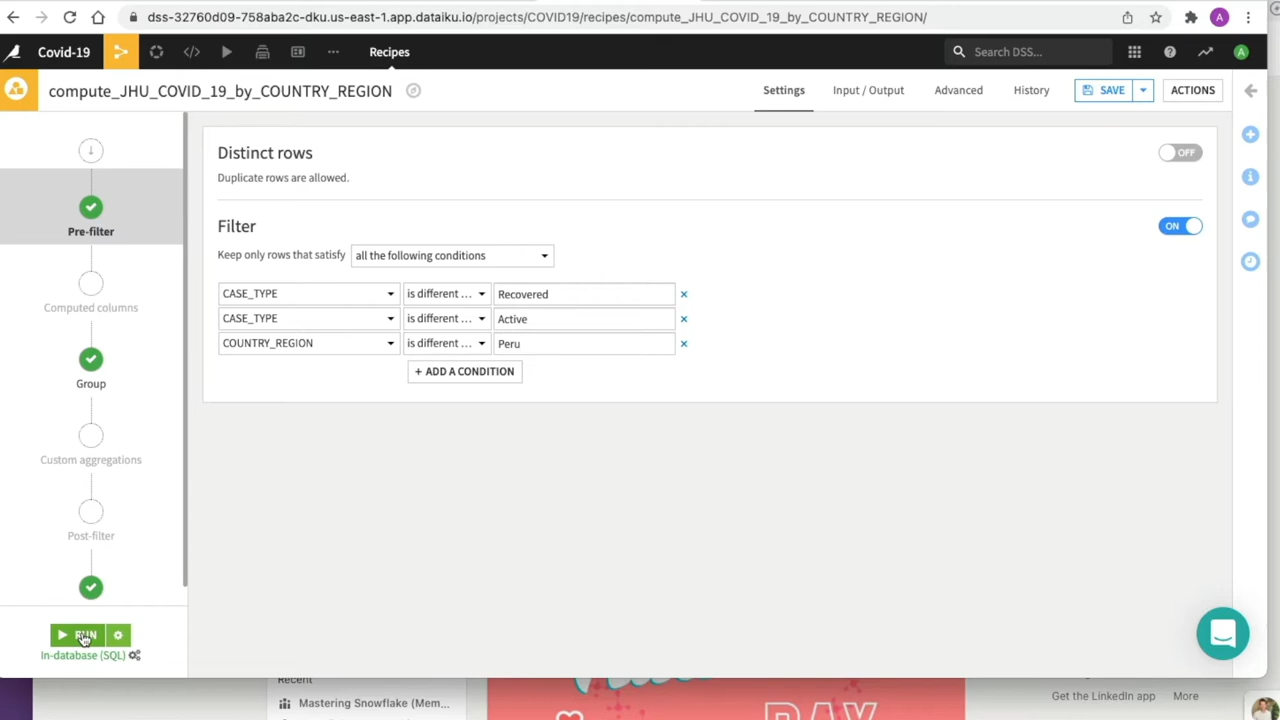 dss-32760d09-758aba2c-dku.us-east-1.app.dataiku.io/projects/COVID19/recipes/compute_JHU_COVID_19_by_COUNTRY_REGION/
A
Covid-19
Recipes
Search DSS...
A
compute_JHU_COVID_19_by_COUNTRY_REGION
Settings
Input / Output
Advanced
History
SAVE
ACTIONS
Distinct rows
OFF
Duplicate rows are allowed.
Pre-filter
Filter
ON
Keep only rows that satisfy all the following conditions
CASE_TYPE is different ... Recovered
CASE_TYPE is different ... Active
COUNTRY_REGION is different ... Peru
+ ADD A CONDITION
Computed columns
Group
Custom aggregations
Post-filter
RUN
In-database (SQL)
Recent
Mastering Snowflake (Mem...
DAY
Get the LinkedIn app
More